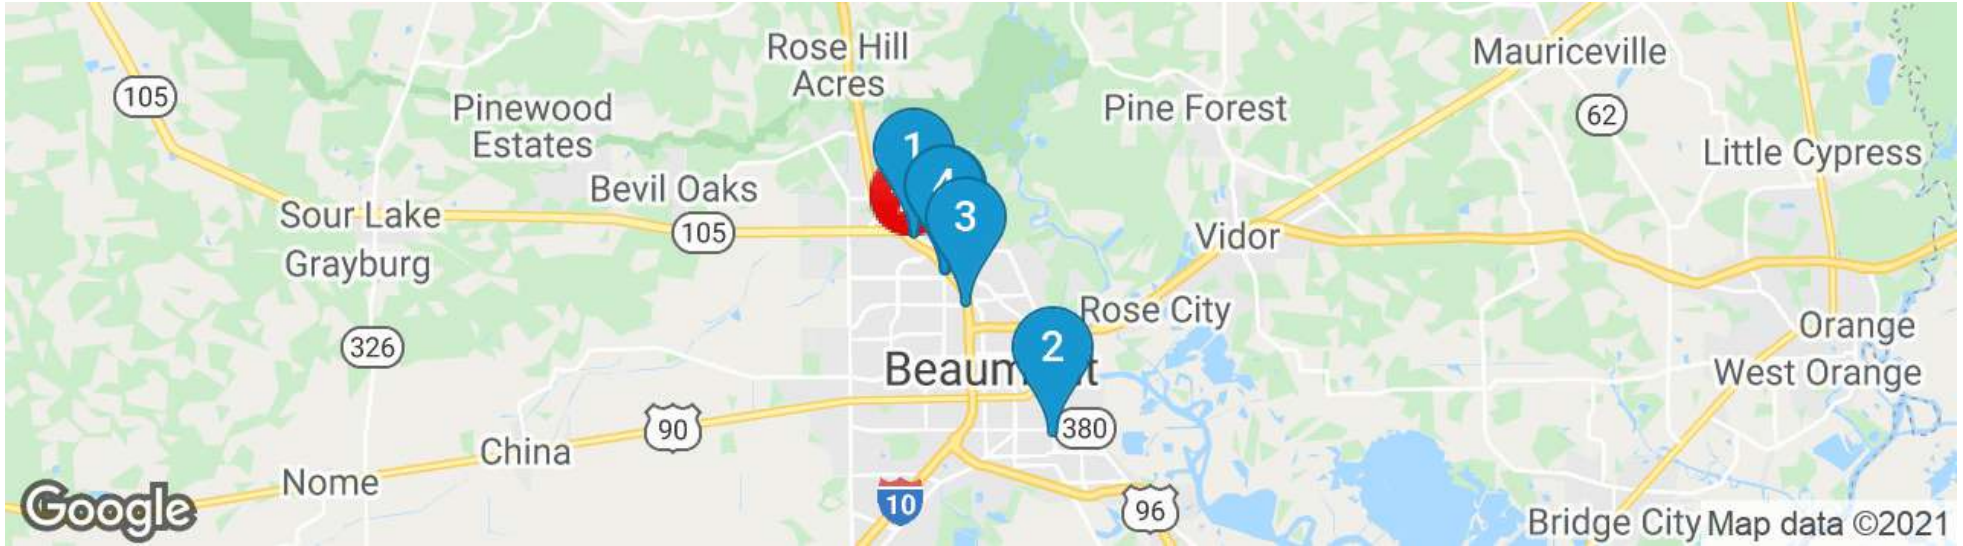 Rose Hill
Acres
Mauriceville
105
Pinewood
Estates
Pine Forest
62
1
Little Cypress
Bevil Oaks
4
Sour Lake
105
3
Vidor
Grayburg
Rose City
326
2
Orange
Beaum t
West Orange
90
380
China
Nome
10
96
Google
Bridge City
Map data ©2021